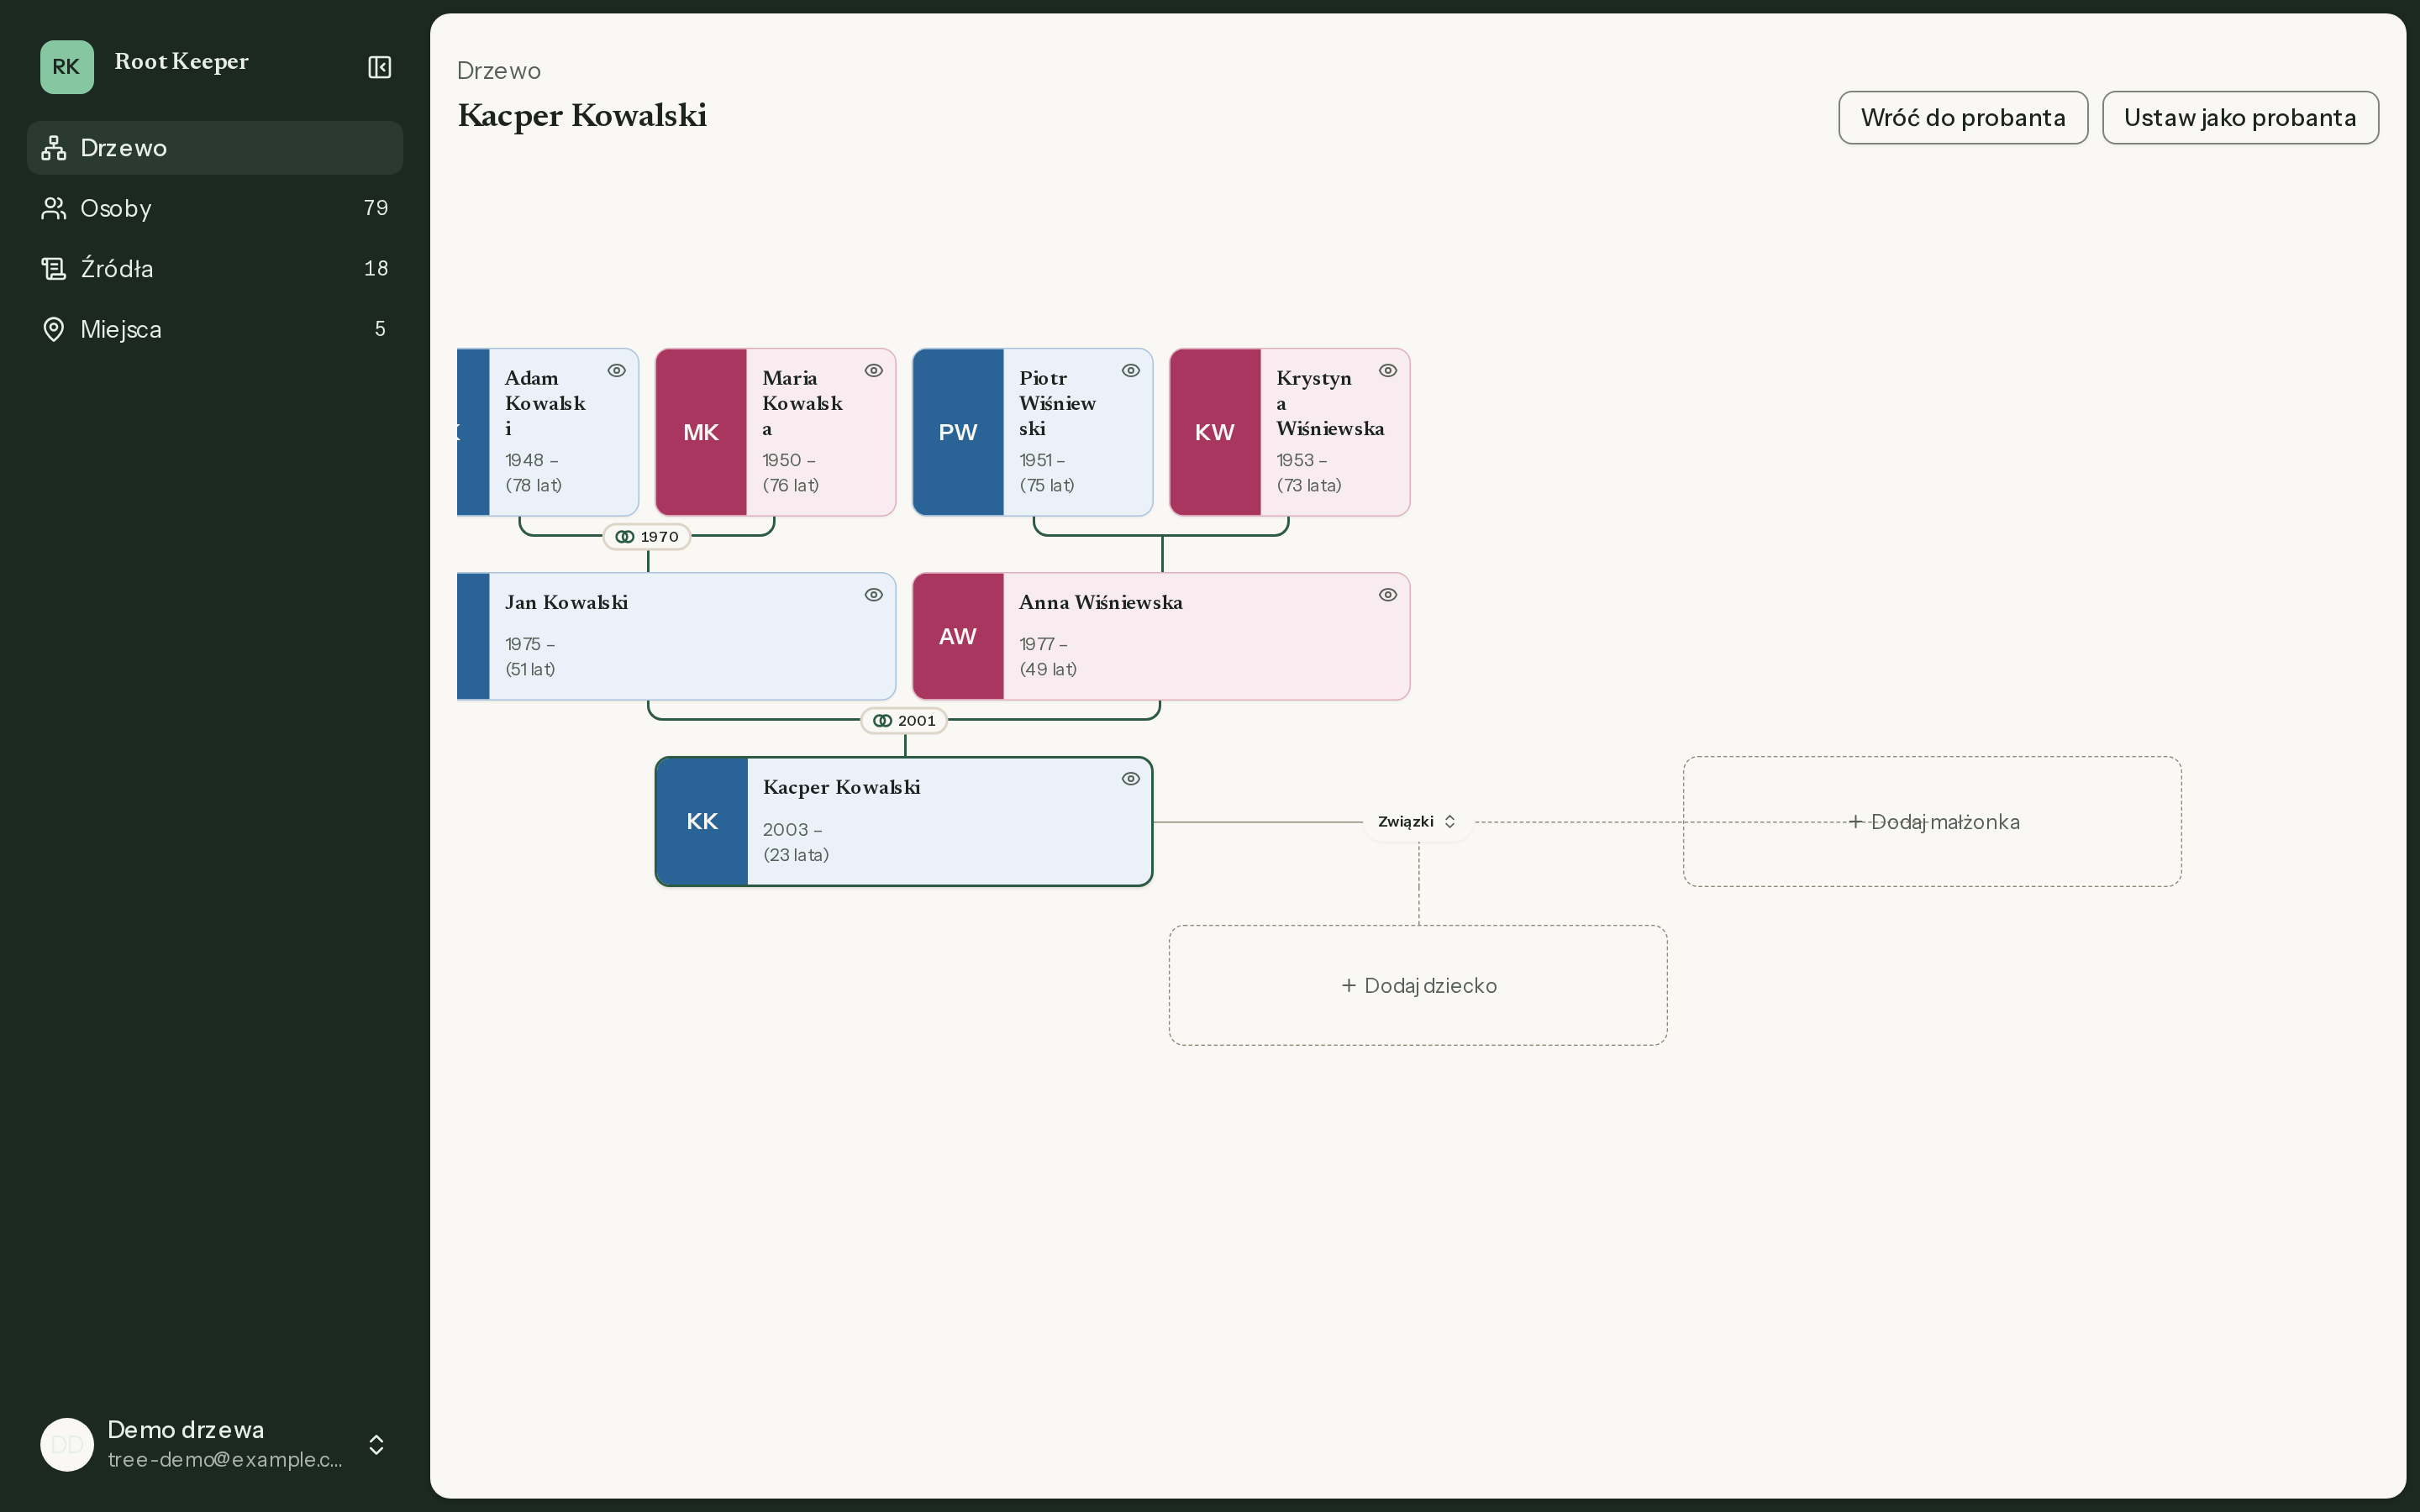 RK
Root Keeper
Drzewo
Osoby 79
Źródła 18
Miejsca 5
Drzewo
Kacper Kowalski
Wróć do probanta
Ustaw jako probanta
Adam
Kowalsk
i
1948 –
(78 lat)
MK
Maria
Kowalsk
a
1950 –
(76 lat)
PW
Piotr
Wiśniew
ski
1951 –
(75 lat)
KW
Krystyn
a
Wiśniewska
1953 –
(73 lata)
1970
Jan Kowalski
1975 –
(51 lat)
AW
Anna Wiśniewska
1977 –
(49 lat)
2001
KK
Kacper Kowalski
2003 –
(23 lata)
Związki
+ Dodaj małżonka
+ Dodaj dziecko
DD
Demo drzewa
tree-demo@example.c...